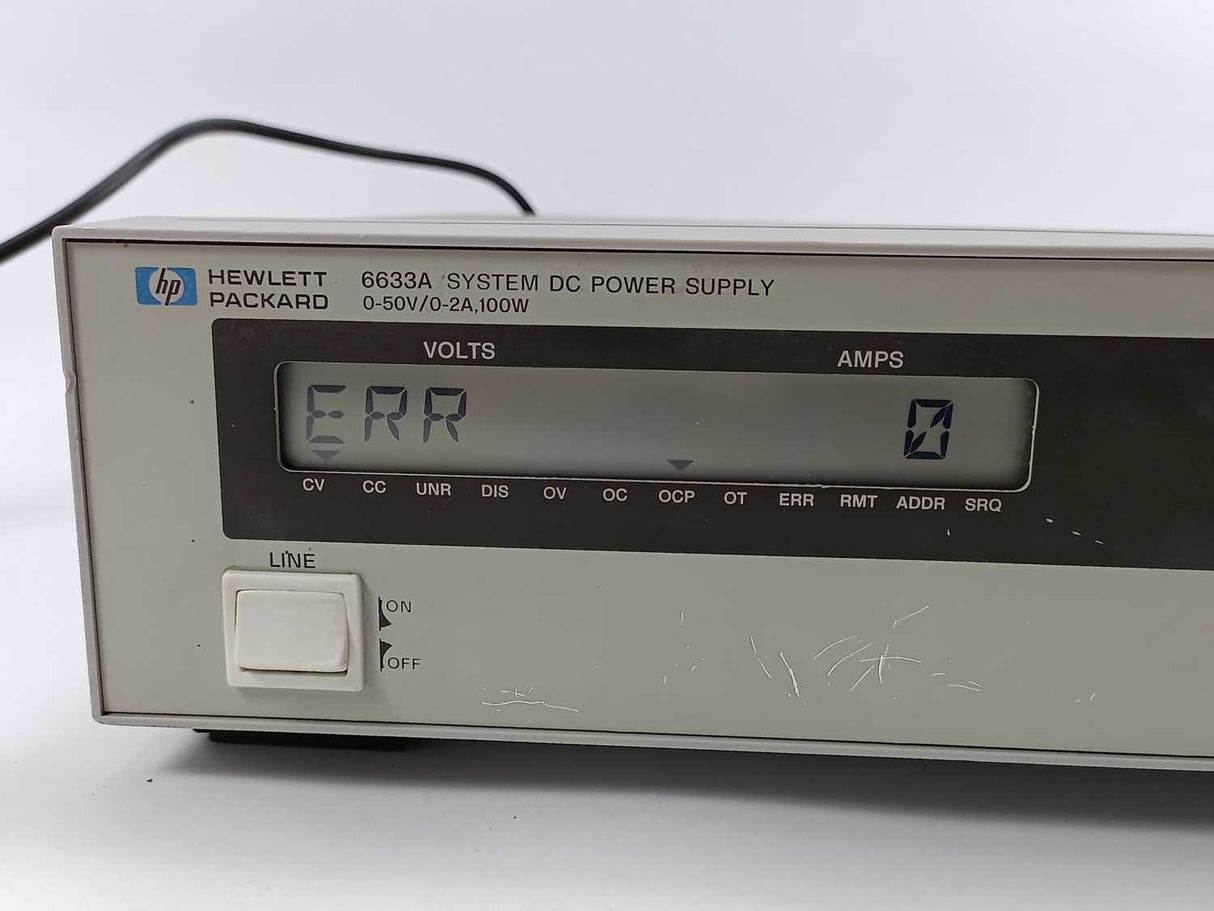 hp HEWLETT PACKARD
6633A SYSTEM DC POWER SUPPLY
0-50V/0-2A,100W
VOLTS AMPS
ERR 0
CV CC UNR DIS OV OC OCP OT ERR RMT ADDR SRQ
LINE
ON
OFF